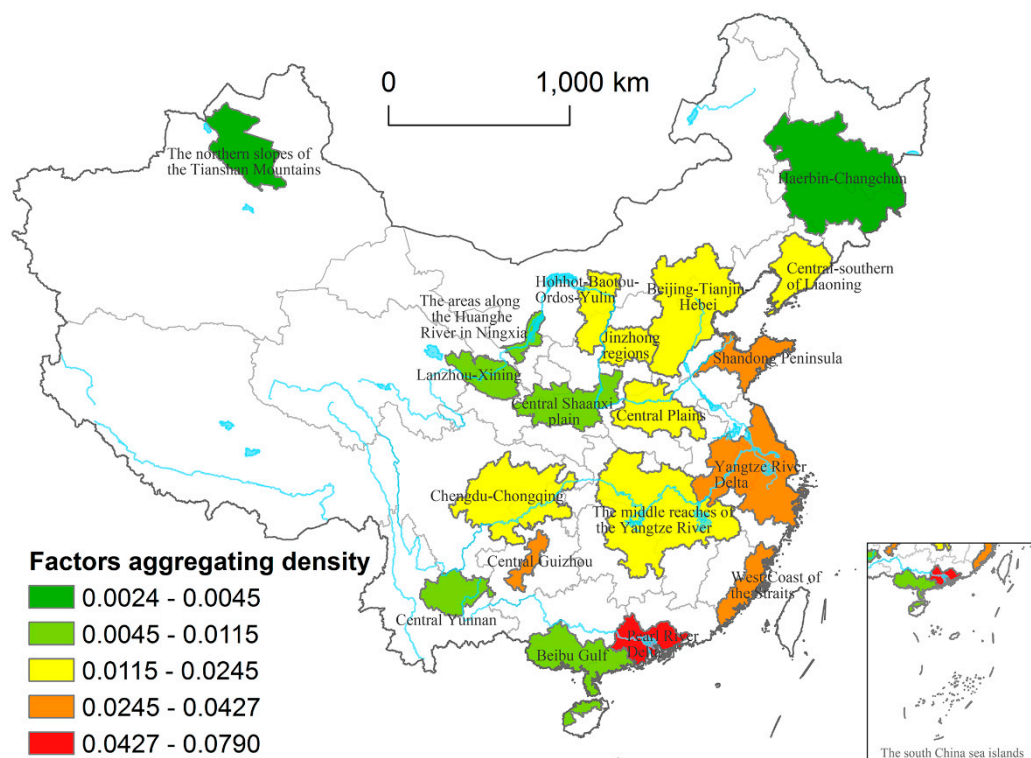 0 1,000 km
The northern slopes of
the Tianshan Mountains
Haerbin-Changchun
Central-southern
of Liaoning
Hohhot-Baotou-
Ordos-Yulin
Beijing-Tianjin-
Hebei
The areas along
the Huanghe
River in Ningxia
Jinzhong
regions
Shandong Peninsula
Lanzhou-Xining
Central Shaanxi
plain
Central Plains
Yangtze River
Delta
Chengdu-Chongqing
The middle reaches of
the Yangtze River
Central Guizhou
West Coast of
the Straits
Central Yunnan
Pearl River
Delta
Beibu Gulf
Factors aggregating density
0.0024 - 0.0045
0.0045 - 0.0115
0.0115 - 0.0245
0.0245 - 0.0427
0.0427 - 0.0790
The south China sea islands